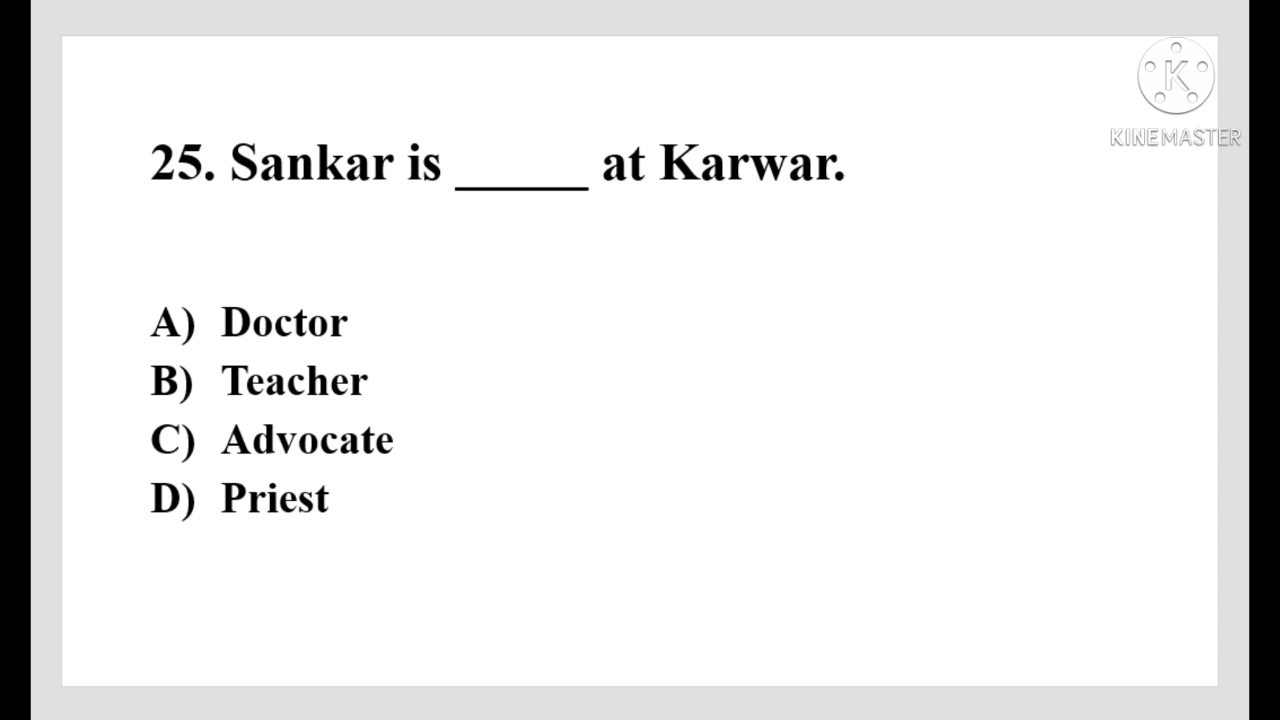 KINEMASTER
25. Sankar is _____ at Karwar.
A) Doctor
B) Teacher
C) Advocate
D) Priest